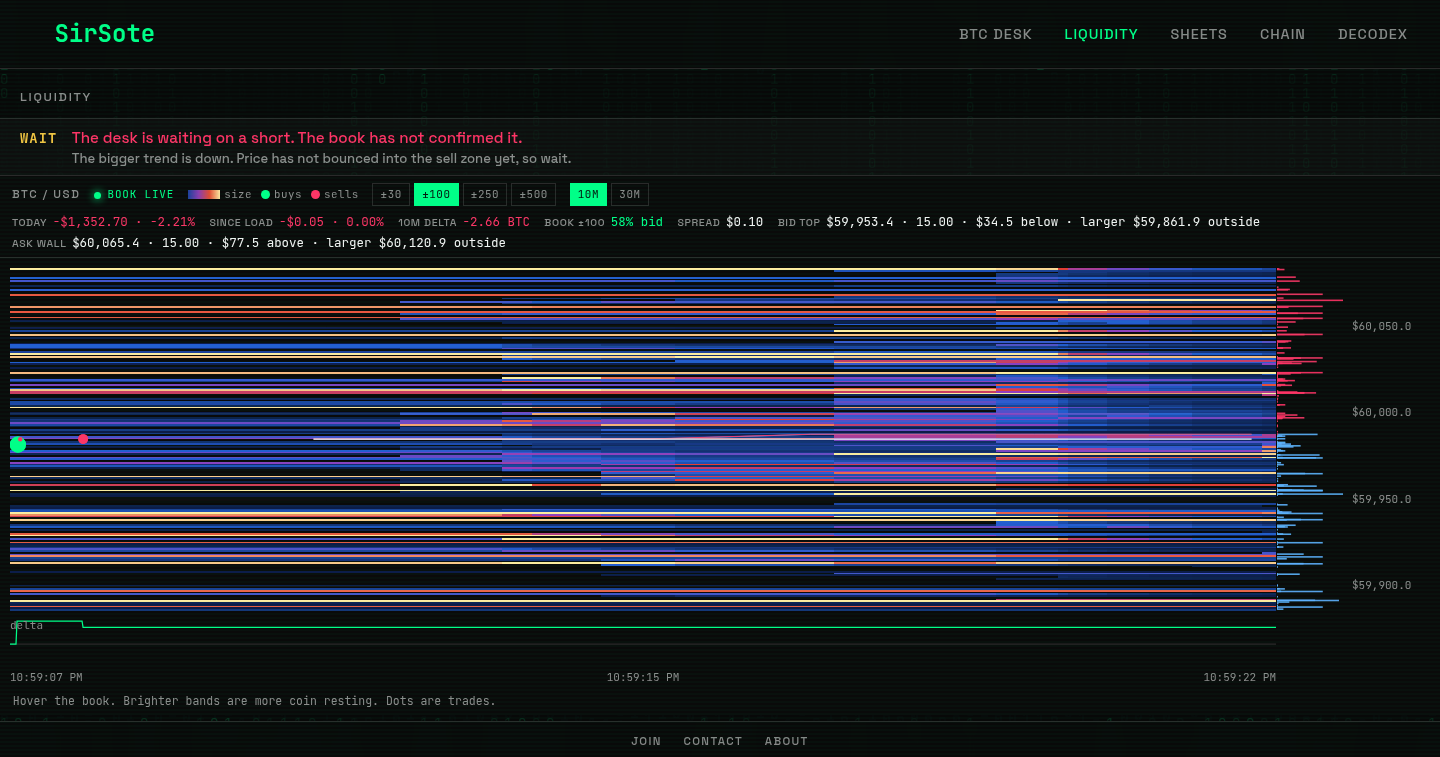 SirSote
BTC DESK LIQUIDITY SHEETS CHAIN DECODEX
LIQUIDITY
WAIT The desk is waiting on a short. The book has not confirmed it.
The bigger trend is down. Price has not bounced into the sell zone yet, so wait.
BTC / USD BOOK LIVE size buys sells ±30 ±100 ±250 ±500 10M 30M
TODAY -$1,352.70 · -2.21% SINCE LOAD -$0.05 · 0.00% 10M DELTA -2.66 BTC BOOK ±100 58% bid SPREAD $0.10 BID TOP $59,953.4 · 15.00 · $34.5 below · larger $59,861.9 outside
ASK WALL $60,065.4 · 15.00 · $77.5 above · larger $60,120.9 outside
$60,050.0
$60,000.0
$59,950.0
$59,900.0
delta
10:59:07 PM 10:59:15 PM 10:59:22 PM
Hover the book. Brighter bands are more coin resting. Dots are trades.
JOIN CONTACT ABOUT